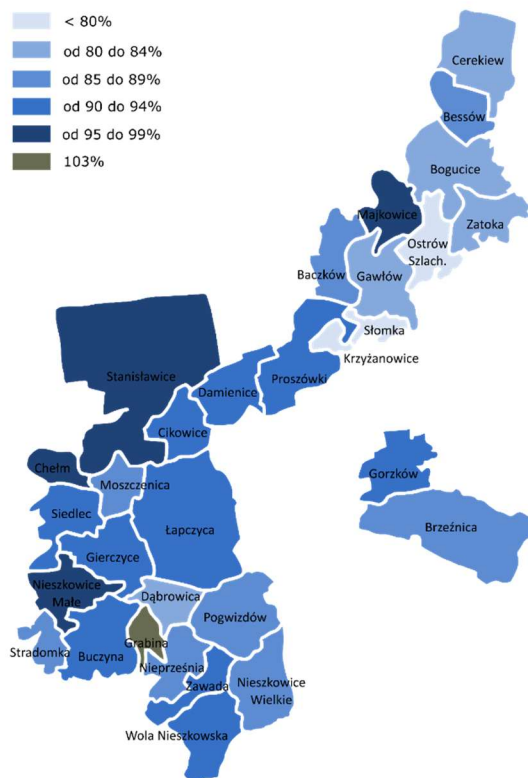 < 80%
od 80 do 84%
od 85 do 89%
od 90 do 94%
od 95 do 99%
103%
Cerekiew
Bessów
Bogucice
Majkowice
Zatoka
Ostrów
Szlach.
Baczków
Gawłów
Słomka
Krzyżanowice
Stanisławice
Proszówki
Damienice
Cikowice
Chełm
Moszczenica
Gorzków
Siedlec
Łapczyca
Brzeźnica
Gierczyce
Nieszkowice
Małe
Dąbrowica
Pogwizdów
Grabina
Stradomka
Buczyna
Nieprześnia
Zawada
Nieszkowice
Wielkie
Wola Nieszkowska